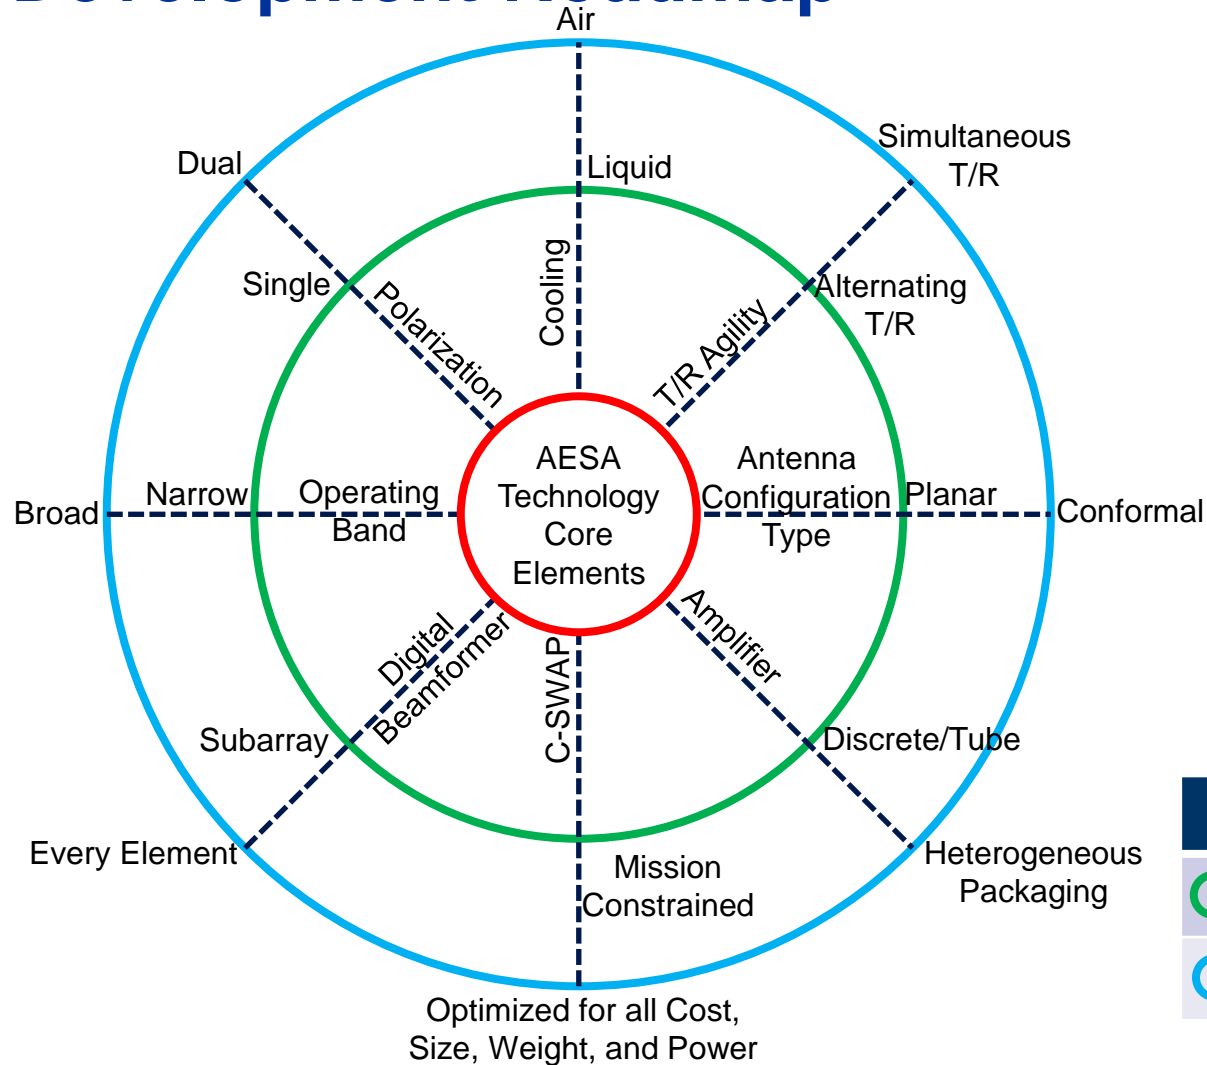 Development Roadmap
Air
Simultaneous
T/R
Dual
Liquid
Single
Alternating
T/R
Polarization
Cooling
T/R Agility
AESA
Technology
Core
Elements
Antenna
Configuration
Type
Planar
Conformal
Broad
Narrow
Operating
Band
Digital
Beamformer
C-SWAP
Amplifier
Subarray
Discrete/Tube
Every Element
Heterogeneous
Packaging
Mission
Constrained
Optimized for all Cost,
Size, Weight, and Power